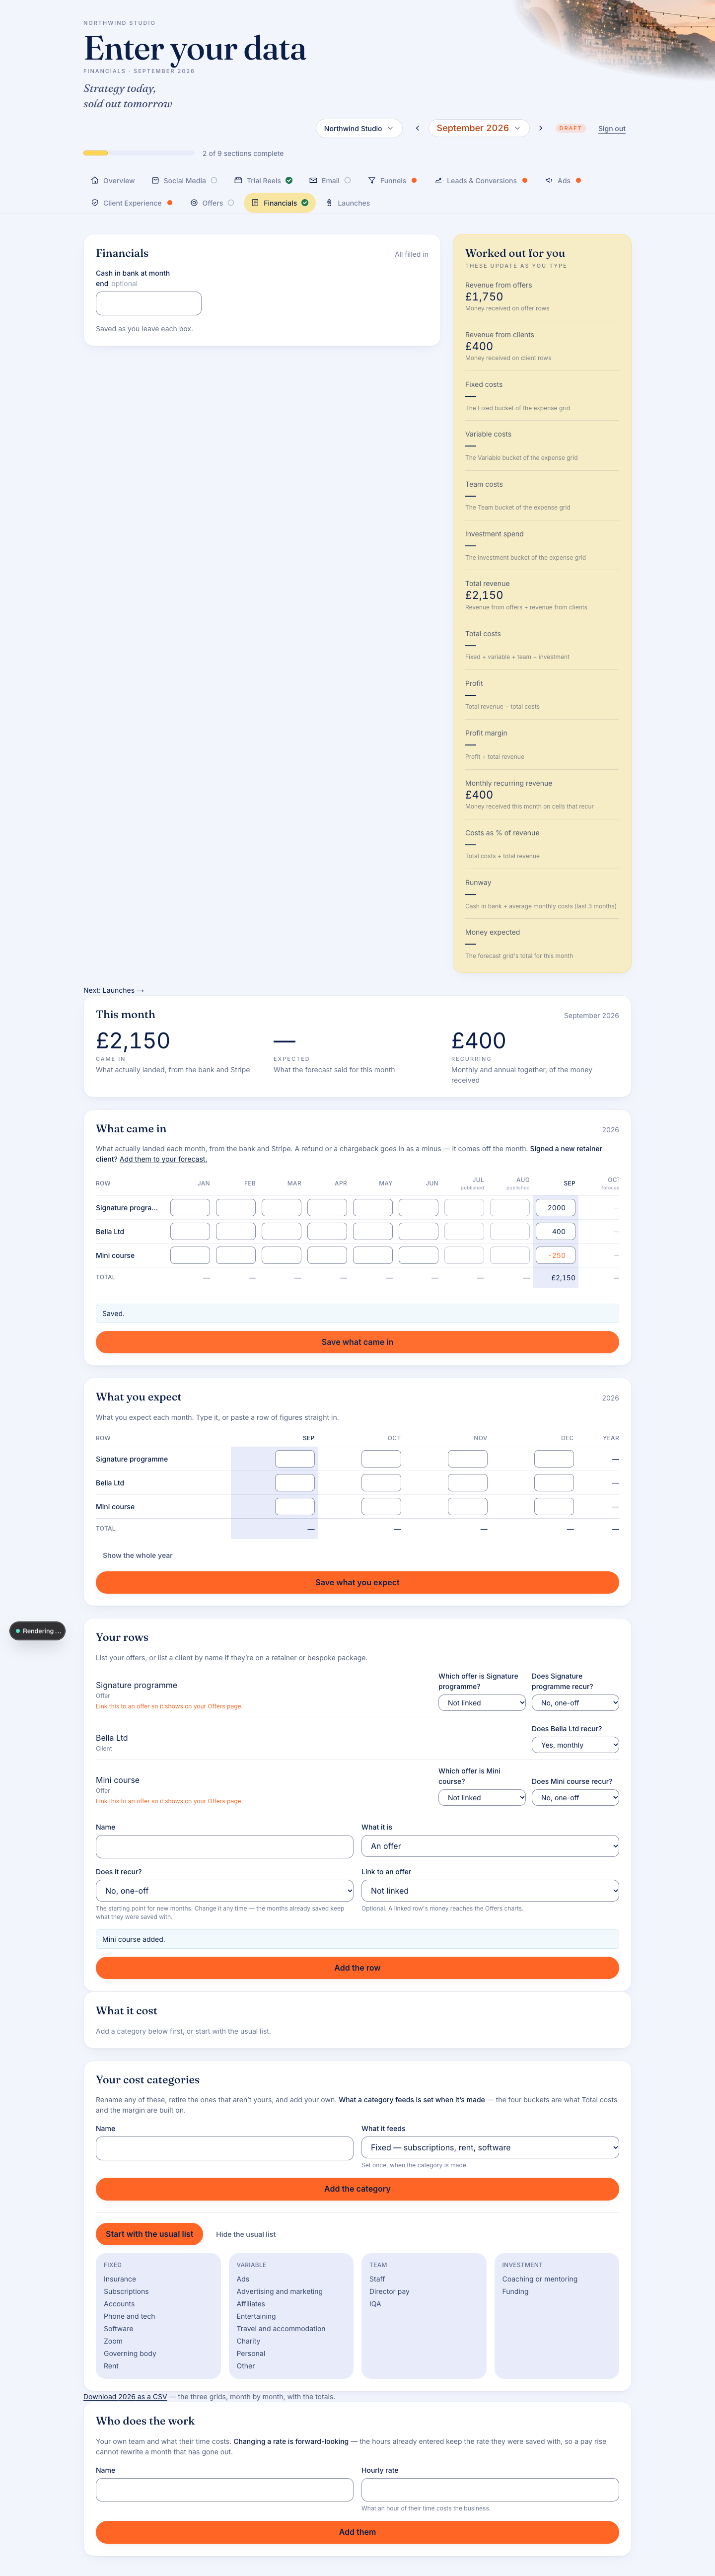 NORTHWIND STUDIO
Enter your data
FINANCIALS · SEPTEMBER 2026
Strategy today,
sold out tomorrow
Northwind Studio
September 2026
DRAFT
Sign out
2 of 9 sections complete
Overview
Social Media
Trial Reels
Email
Funnels
Leads & Conversions
Ads
Client Experience
Offers
Financials
Launches
Financials
All filled in
Cash in bank at month
end optional
Saved as you leave each box.
Worked out for you
THESE UPDATE AS YOU TYPE
Revenue from offers
£1,750
Money received on offer rows
Revenue from clients
£400
Money received on client rows
Fixed costs
—
The Fixed bucket of the expense grid
Variable costs
—
The Variable bucket of the expense grid
Team costs
—
The Team bucket of the expense grid
Investment spend
—
The Investment bucket of the expense grid
Total revenue
£2,150
Revenue from offers + revenue from clients
Total costs
—
Fixed + variable + team + investment
Profit
—
Total revenue − total costs
Profit margin
—
Profit ÷ total revenue
Monthly recurring revenue
£400
Money received this month on cells that recur
Costs as % of revenue
—
Total costs ÷ total revenue
Runway
—
Cash in bank ÷ average monthly costs (last 3 months)
Money expected
—
The forecast grid's total for this month
Next: Launches →
This month
September 2026
£2,150
CAME IN
What actually landed, from the bank and Stripe
—
EXPECTED
What the forecast said for this month
£400
RECURRING
Monthly and annual together, of the money
received
What came in
2026
What actually landed each month, from the bank and Stripe. A refund or a chargeback goes in as a minus — it comes off the month. Signed a new retainer
client? Add them to your forecast.
ROW JAN FEB MAR APR MAY JUN JUL published AUG published SEP OCT forecas
Signature progra... 2000 —
Bella Ltd 400 —
Mini course -250 —
TOTAL — — — — — — — — £2,150 —
Saved.
Save what came in
What you expect
2026
What you expect each month. Type it, or paste a row of figures straight in.
ROW SEP OCT NOV DEC YEAR
Signature programme —
Bella Ltd —
Mini course —
TOTAL — — — — —
Show the whole year
Save what you expect
Rendering ...
Your rows
List your offers, or list a client by name if they're on a retainer or bespoke package.
Signature programme
Offer
Link this to an offer so it shows on your Offers page.
Which offer is Signature
programme?
Not linked
Does Signature
programme recur?
No, one-off
Bella Ltd
Client
Does Bella Ltd recur?
Yes, monthly
Mini course
Offer
Link this to an offer so it shows on your Offers page.
Which offer is Mini
course?
Not linked
Does Mini course recur?
No, one-off
Name
What it is
An offer
Does it recur?
No, one-off
The starting point for new months. Change it any time — the months already saved keep
what they were saved with.
Link to an offer
Not linked
Optional. A linked row's money reaches the Offers charts.
Mini course added.
Add the row
What it cost
Add a category below first, or start with the usual list.
Your cost categories
Rename any of these, retire the ones that aren't yours, and add your own. What a category feeds is set when it's made — the four buckets are what Total costs
and the margin are built on.
Name
What it feeds
Fixed — subscriptions, rent, software
Set once, when the category is made.
Add the category
Start with the usual list
Hide the usual list
FIXED
Insurance
Subscriptions
Accounts
Phone and tech
Software
Zoom
Governing body
Rent
VARIABLE
Ads
Advertising and marketing
Affiliates
Entertaining
Travel and accommodation
Charity
Personal
Other
TEAM
Staff
Director pay
IQA
INVESTMENT
Coaching or mentoring
Funding
Download 2026 as a CSV — the three grids, month by month, with the totals.
Who does the work
Your own team and what their time costs. Changing a rate is forward-looking — the hours already entered keep the rate they were saved with, so a pay rise
cannot rewrite a month that has gone out.
Name
Hourly rate
What an hour of their time costs the business.
Add them